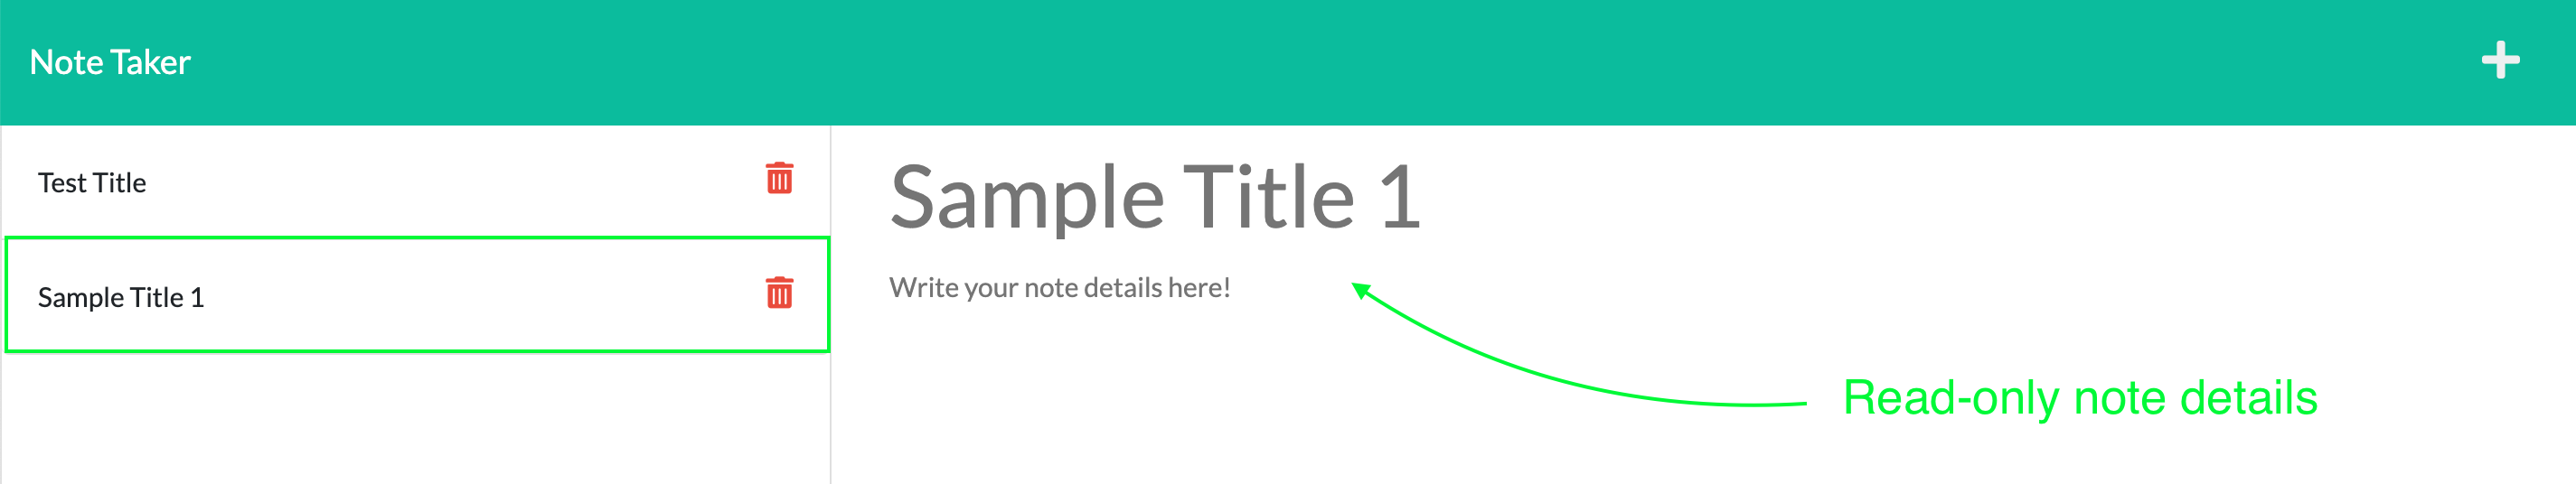 Note Taker
Test Title
Sample Title 1
Sample Title 1
Write your note details here!
Read-only note details